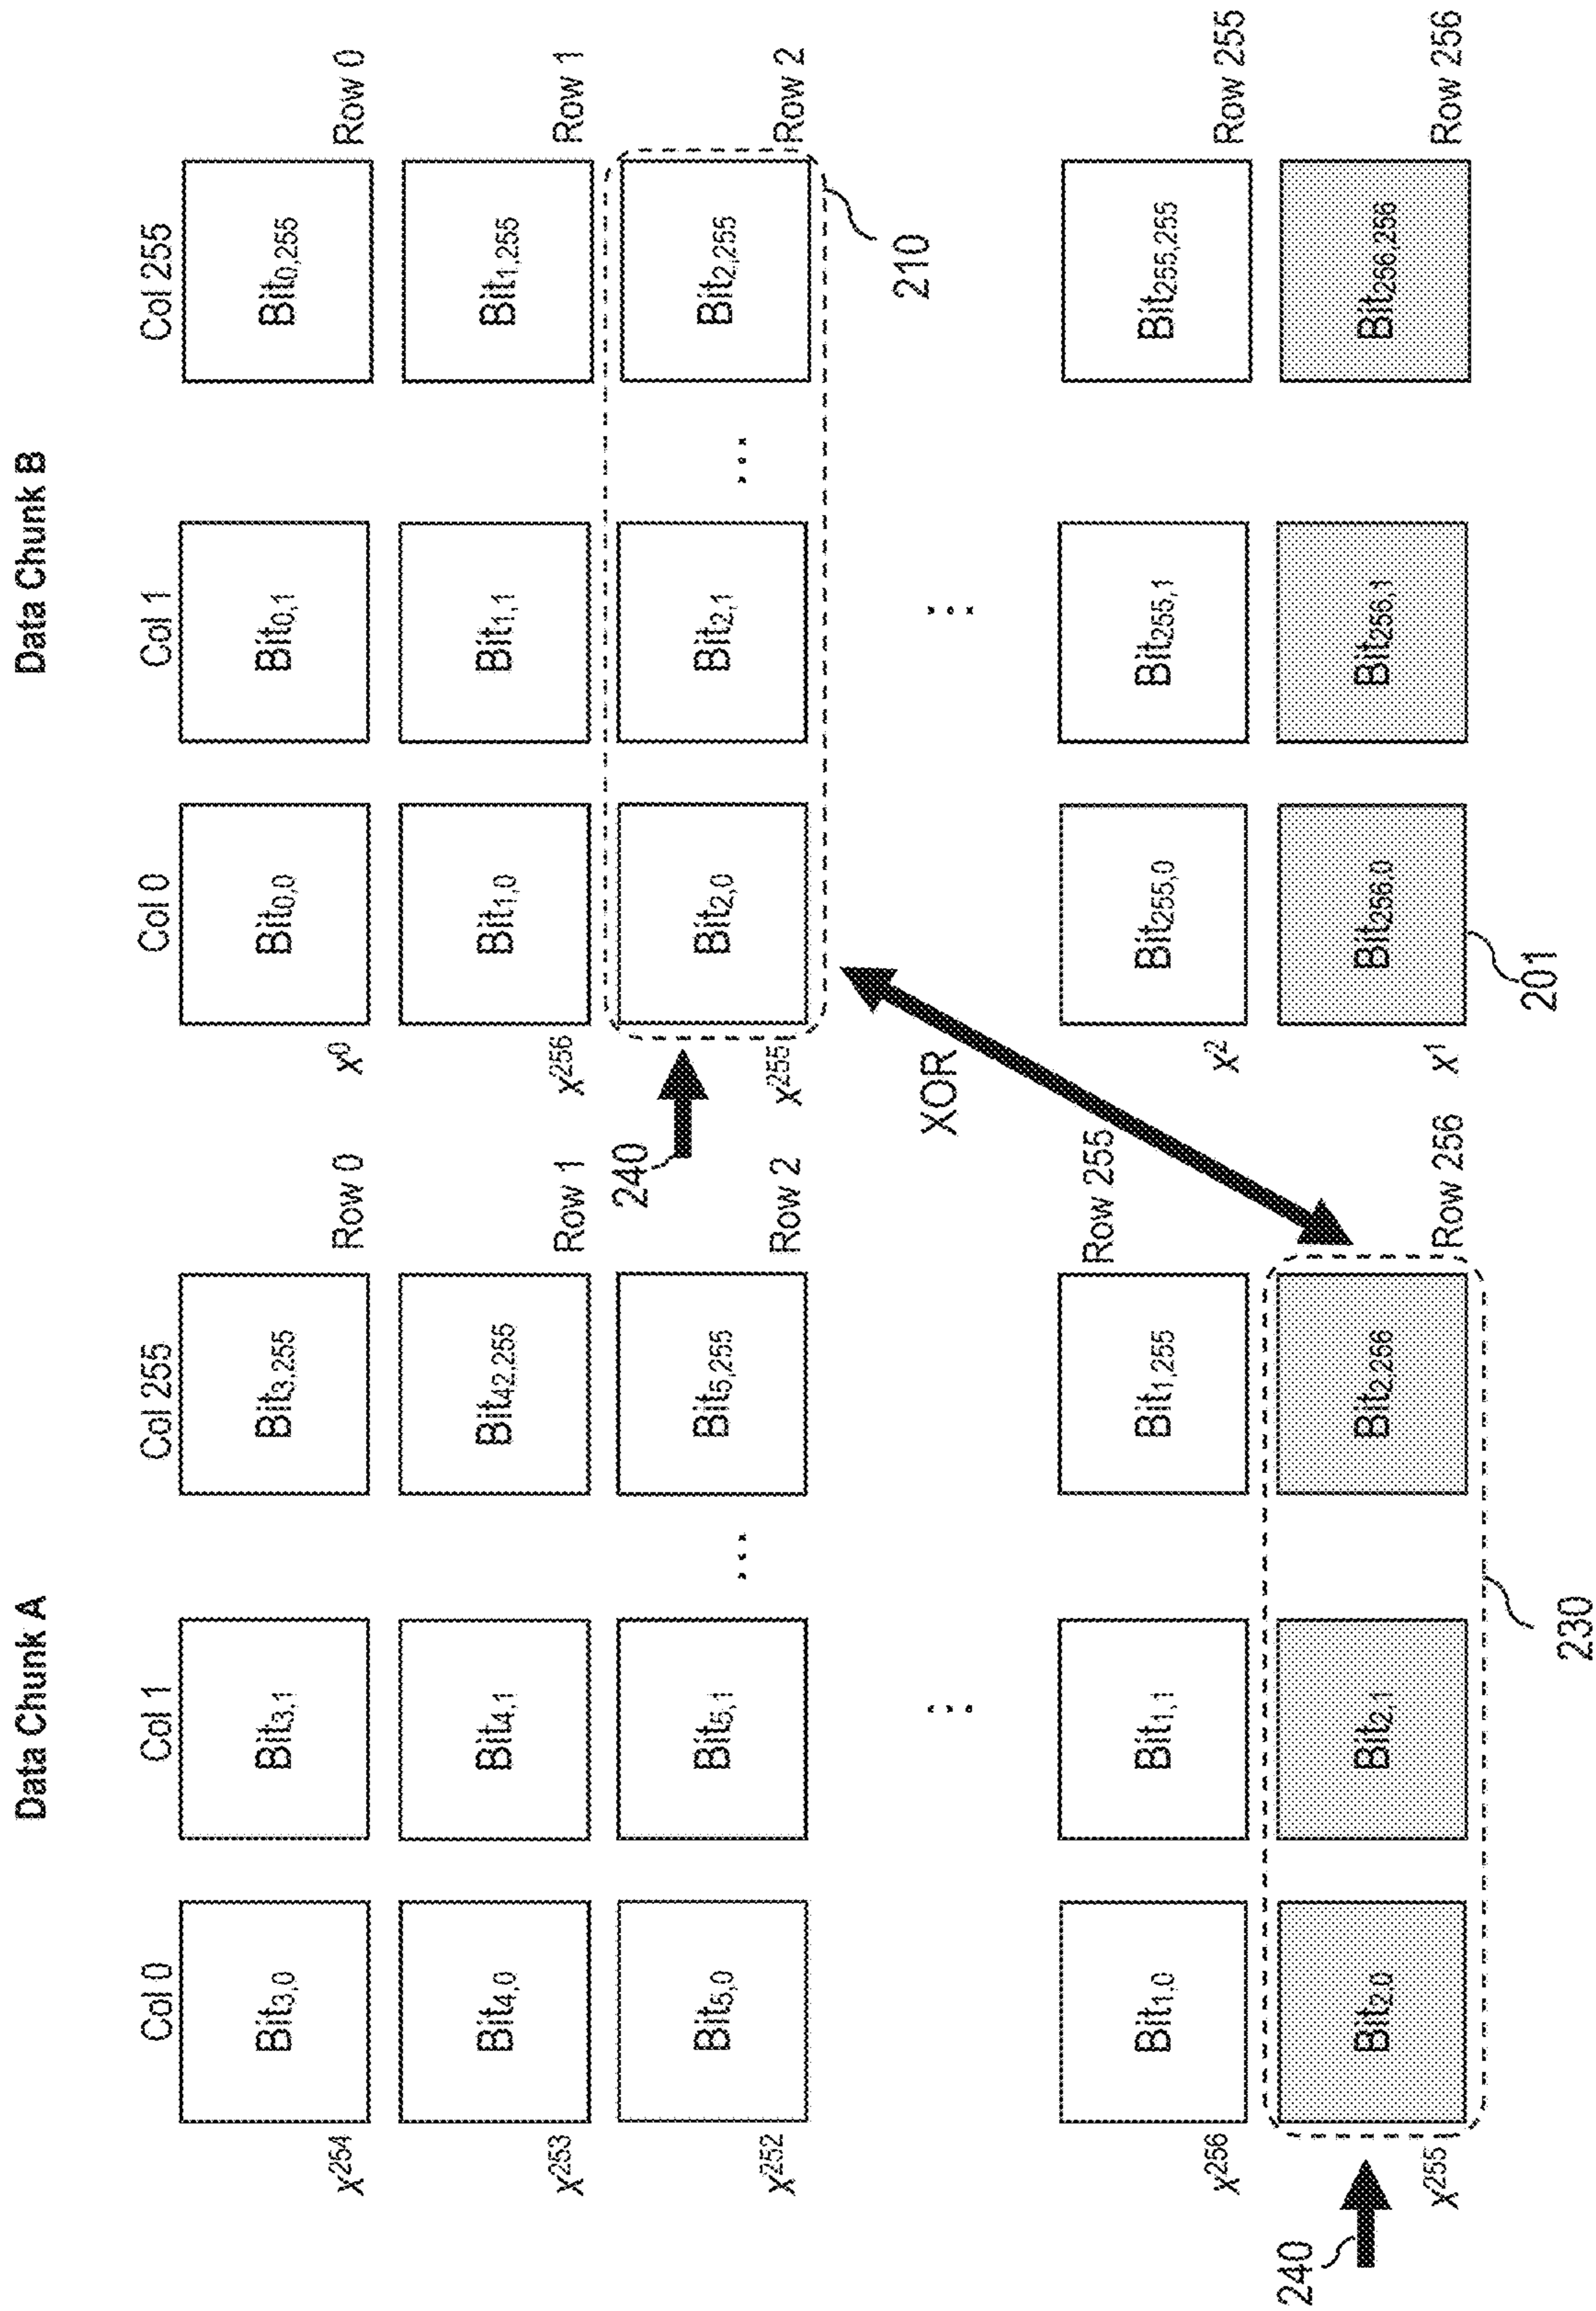 Data Chunk A
Data Chunk B
Col 0
Col 1
Col 255
Col 0
Col 1
Col 255
x²⁵⁴
Bit3,0
Bit3,1
Bit3,255
Row 0
x⁰
Bit0,0
Bit0,1
Bit0,255
Row 0
x²⁵³
Bit4,0
Bit4,1
Bit42,255
Row 1
x²⁵⁶
Bit1,0
Bit1,1
Bit1,255
Row 1
240
x²⁵²
Bit5,0
Bit5,1
...
Bit5,255
Row 2
x²⁵⁵
Bit2,0
Bit2,1
...
Bit2,255
Row 2
210
...
XOR
...
x²⁵⁶
Bit1,0
Bit1,1
Bit1,255
Row 255
x²
Bit255,0
Bit255,1
Bit255,255
Row 255
240
x²⁵⁵
Bit2,0
Bit2,1
Bit2,256
Row 256
x¹
Bit256,0
Bit256,1
Bit256,256
Row 256
230
201